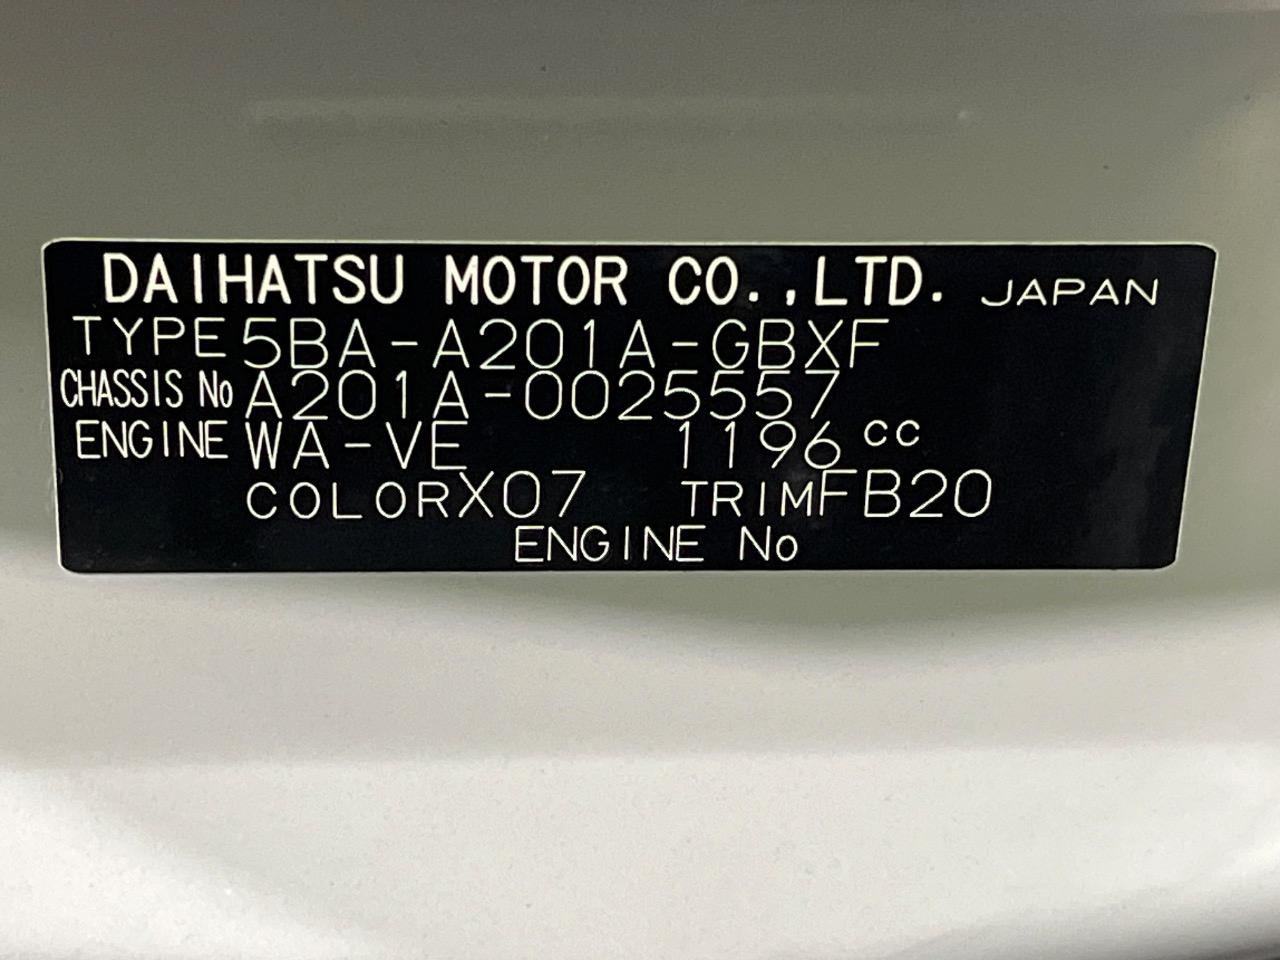 DAIHATSU MOTOR CO.,LTD. JAPAN
TYPE 5BA-A201A-GBXF
CHASSIS No A201A-0025557
ENGINE WA-VE 1196 cc
COLOR X07 TRIM FB20
ENGINE No